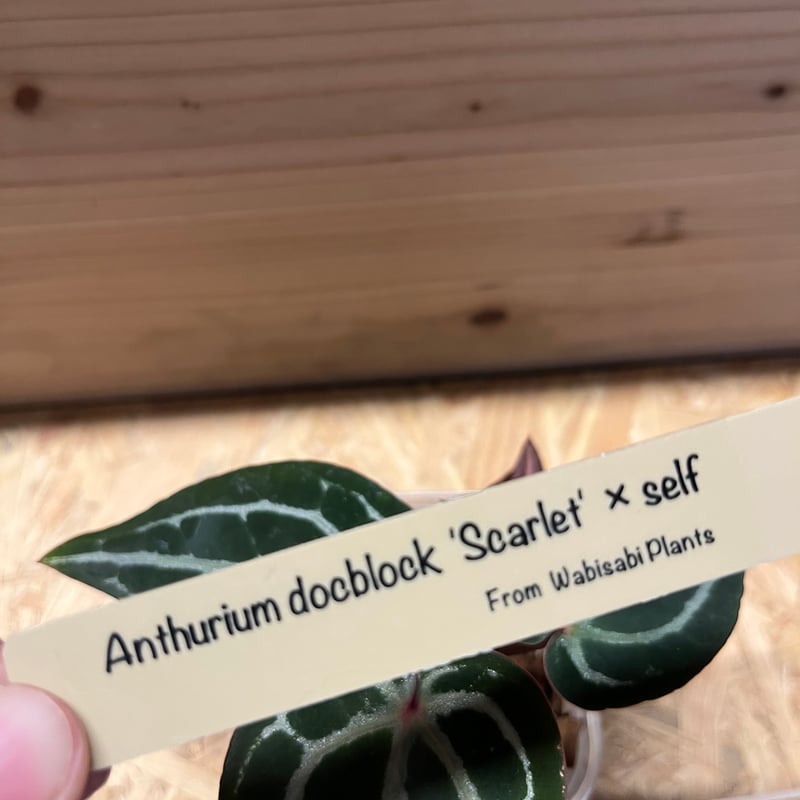 Anthurium docblock 'Scarlet' × self
From Wabisabi Plants